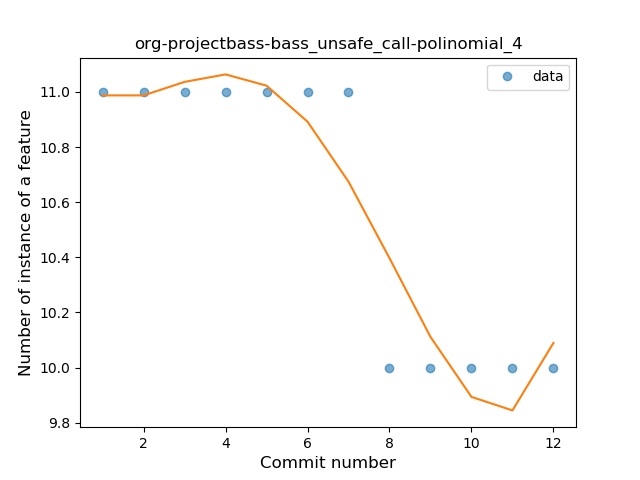 org-projectbass-bass_unsafe_call-polinomial_4
data
Number of instance of a feature
11.0
10.8
10.6
10.4
10.2
10.0
9.8
2 4 6 8 10 12
Commit number